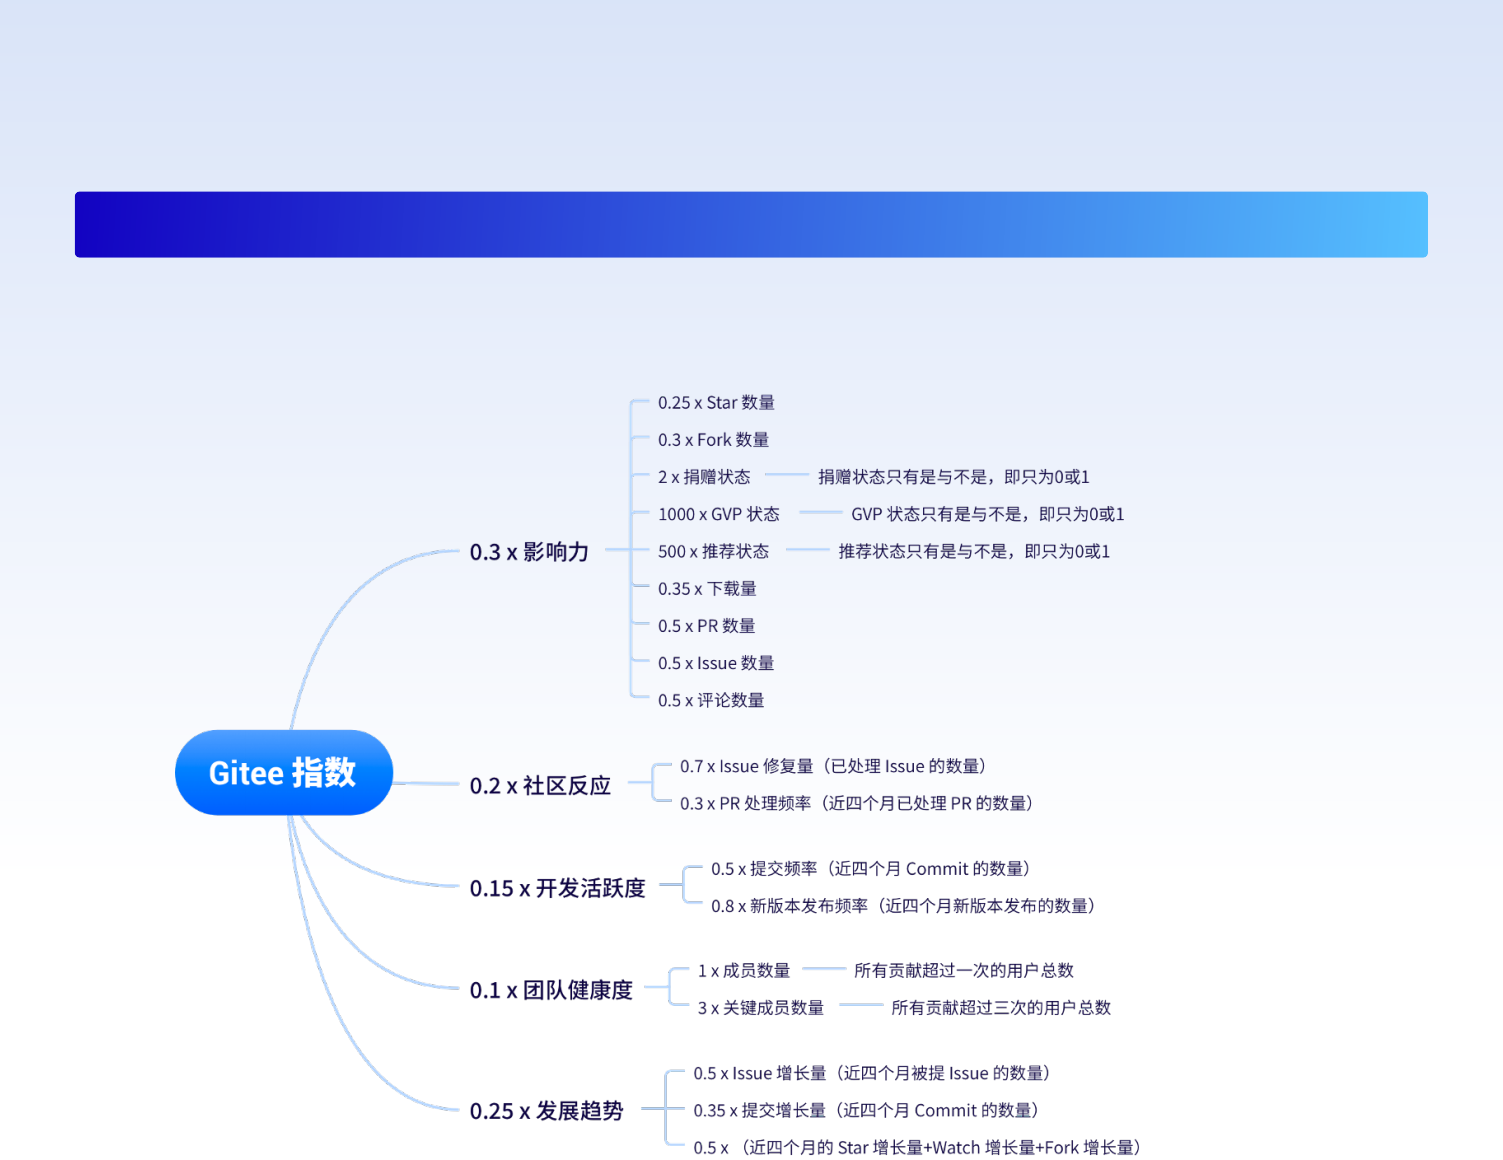 0.25 x Star 数量
0.3 x Fork 数量
2 x 捐赠状态 捐赠状态只有是与不是，即只为0或1
1000 x GVP 状态 GVP 状态只有是与不是，即只为0或1
0.3 x 影响力 500 x 推荐状态 推荐状态只有是与不是，即只为0或1
0.35 x 下载量
0.5 x PR 数量
0.5 x Issue 数量
0.5 x 评论数量
Gitee 指数
0.2 x 社区反应
0.7 x Issue 修复量（已处理 Issue 的数量）
0.3 x PR 处理频率（近四个月已处理 PR 的数量）
0.15 x 开发活跃度
0.5 x 提交频率（近四个月 Commit 的数量）
0.8 x 新版本发布频率（近四个月新版本发布的数量）
0.1 x 团队健康度
1 x 成员数量 所有贡献超过一次的用户总数
3 x 关键成员数量 所有贡献超过三次的用户总数
0.25 x 发展趋势
0.5 x Issue 增长量（近四个月被提 Issue 的数量）
0.35 x 提交增长量（近四个月 Commit 的数量）
0.5 x （近四个月的 Star 增长量+Watch 增长量+Fork 增长量）